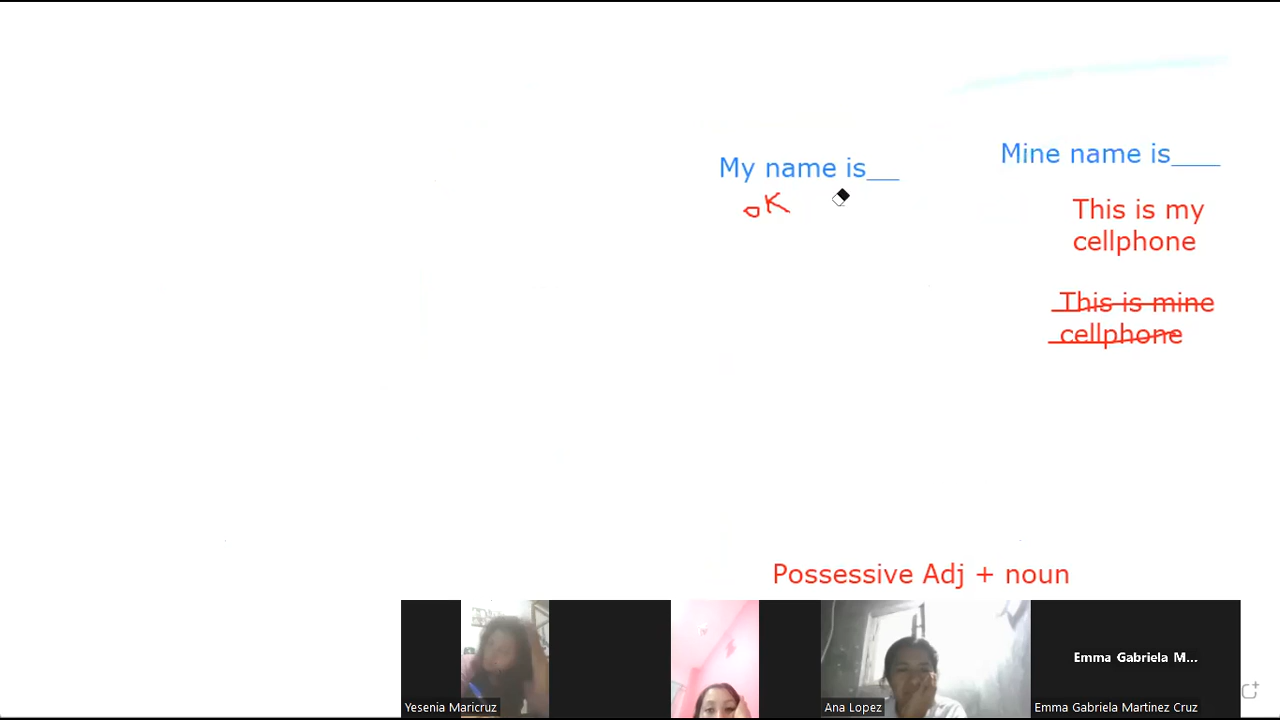 My name is__
oK
Mine name is___
This is my
cellphone
This is mine
cellphone
Possessive Adj + noun
Yesenia Maricruz
Ana Lopez
Emma Gabriela M...
Emma Gabriela Martinez Cruz